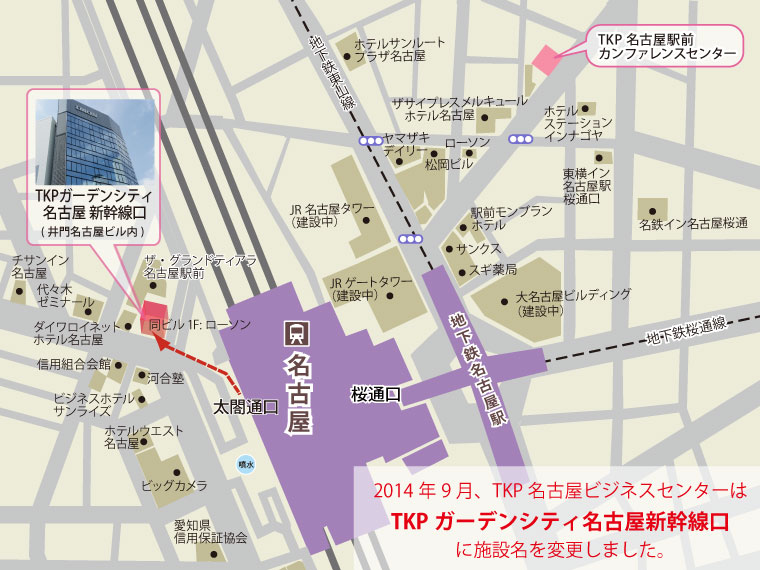 地下鉄東山線
ホテルサンルート
プラザ名古屋
TKP 名古屋駅前
カンファレンスセンター
ザサイプレスメルキュール
ホテル名古屋
ホテル
ステーション
インナゴヤ
ヤマザキ
デイリー
ローソン
松岡ビル
東横イン
名古屋駅
桜通口
TKPガーデンシティ
名古屋 新幹線口
( 井門名古屋ビル内 )
JR 名古屋タワー
（建設中）
駅前モンブラン
ホテル
名鉄イン名古屋桜通
サンクス
スギ薬局
チサンイン
名古屋
ザ・グランドティアラ
名古屋駅前
代々木
ゼミナール
JR ゲートタワー
（建設中）
大名古屋ビルディング
（建設中）
ダイワロイネット
ホテル名古屋
同ビル 1F: ローソン
地下鉄桜通線
地下鉄名古屋駅
名古屋
信用組合会館
河合塾
桜通口
太閤通口
ビジネスホテル
サンライズ
ホテルウエスト
名古屋
噴水
ビッグカメラ
愛知県
信用保証協会
2014 年 9 月、TKP 名古屋ビジネスセンターは
TKP ガーデンシティ名古屋新幹線口
に施設名を変更しました。